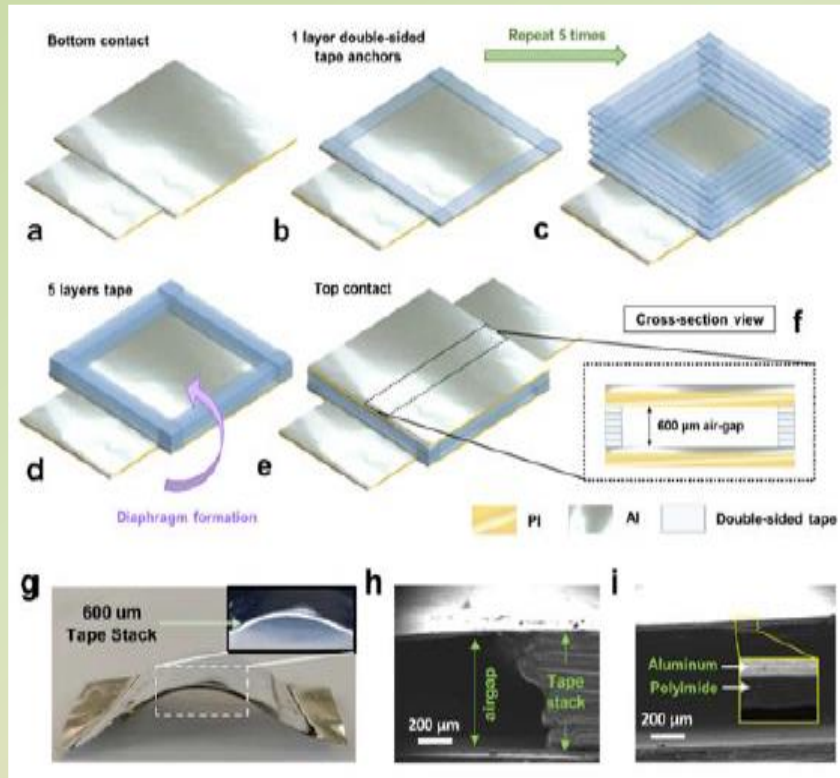 Bottom contact
1 layer double-sided
tape anchors
Repeat 5 times
a
b
c
5 layers tape
Top contact
Cross-section view
f
600 µm air-gap
d
e
Diaphragm formation
PI
Al
Double-sided tape
g
600 um
Tape Stack
h
airgap
Tape
stack
200 µm
i
Aluminum
Polyimide
200 µm